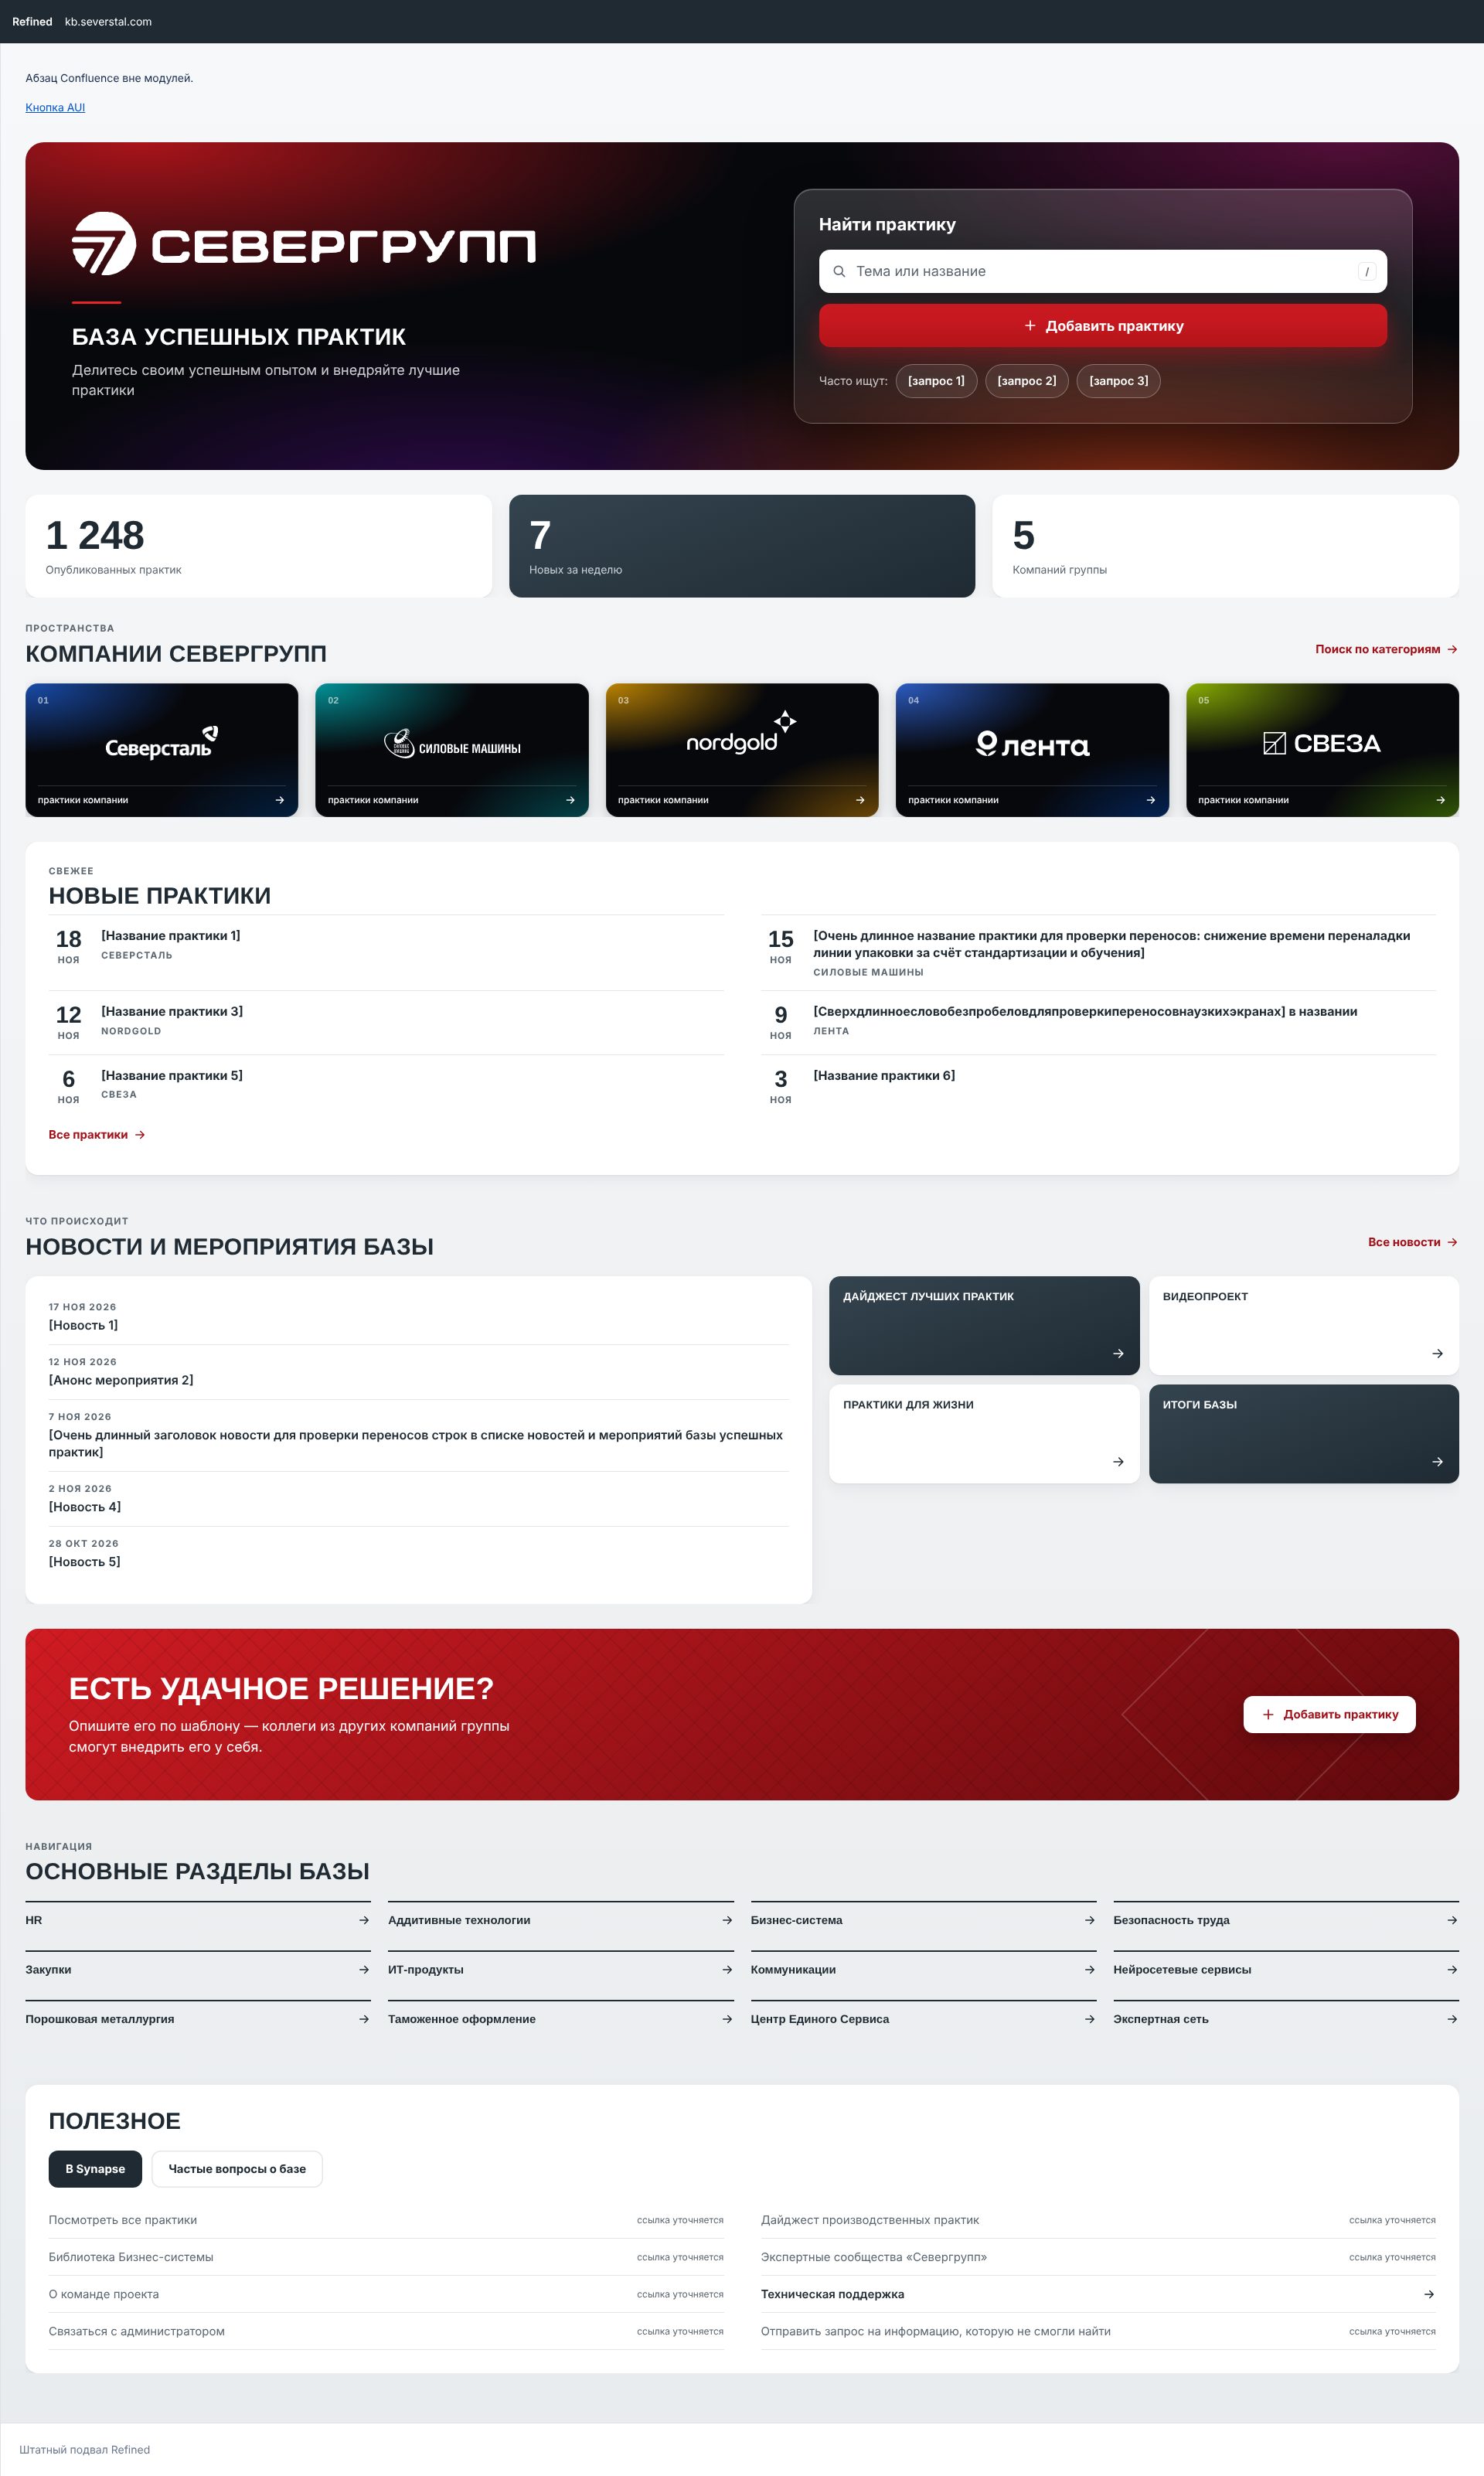 Refined kb.severstal.com
Абзац Confluence вне модулей.
Кнопка AUI
СЕВЕРГРУПП
БАЗА УСПЕШНЫХ ПРАКТИК
Делитесь своим успешным опытом и внедряйте лучшие
практики
Найти практику
Тема или название /
+ Добавить практику
Часто ищут: [запрос 1] [запрос 2] [запрос 3]
1 248
Опубликованных практик
7
Новых за неделю
5
Компаний группы
ПРОСТРАНСТВА
КОМПАНИИ СЕВЕРГРУПП
Поиск по категориям →
01
Северсталь
практики компании →
02
СИЛОВЫЕ МАШИНЫ
практики компании →
03
nordgold
практики компании →
04
лента
практики компании →
05
СВЕЗА
практики компании →
СВЕЖЕЕ
НОВЫЕ ПРАКТИКИ
18
НОЯ
[Название практики 1]
СЕВЕРСТАЛЬ
15
НОЯ
[Очень длинное название практики для проверки переносов: снижение времени переналадки
линии упаковки за счёт стандартизации и обучения]
СИЛОВЫЕ МАШИНЫ
12
НОЯ
[Название практики 3]
NORDGOLD
9
НОЯ
[Сверхдлинноесловобезпробеловдляпроверкипереносовнаузкихэкранах] в названии
ЛЕНТА
6
НОЯ
[Название практики 5]
СВЕЗА
3
НОЯ
[Название практики 6]
Все практики →
ЧТО ПРОИСХОДИТ
НОВОСТИ И МЕРОПРИЯТИЯ БАЗЫ
Все новости →
17 НОЯ 2026
[Новость 1]
12 НОЯ 2026
[Анонс мероприятия 2]
7 НОЯ 2026
[Очень длинный заголовок новости для проверки переносов строк в списке новостей и мероприятий базы успешных
практик]
2 НОЯ 2026
[Новость 4]
28 ОКТ 2026
[Новость 5]
ДАЙДЖЕСТ ЛУЧШИХ ПРАКТИК
→
ВИДЕОПРОЕКТ
→
ПРАКТИКИ ДЛЯ ЖИЗНИ
→
ИТОГИ БАЗЫ
→
ЕСТЬ УДАЧНОЕ РЕШЕНИЕ?
Опишите его по шаблону — коллеги из других компаний группы
смогут внедрить его у себя.
+ Добавить практику
НАВИГАЦИЯ
ОСНОВНЫЕ РАЗДЕЛЫ БАЗЫ
HR → Аддитивные технологии → Бизнес-система → Безопасность труда →
Закупки → ИТ-продукты → Коммуникации → Нейросетевые сервисы →
Порошковая металлургия → Таможенное оформление → Центр Единого Сервиса → Экспертная сеть →
ПОЛЕЗНОЕ
В Synapse Частые вопросы о базе
Посмотреть все практики ссылка уточняется
Дайджест производственных практик ссылка уточняется
Библиотека Бизнес-системы ссылка уточняется
Экспертные сообщества «Севергрупп» ссылка уточняется
О команде проекта ссылка уточняется
Техническая поддержка →
Связаться с администратором ссылка уточняется
Отправить запрос на информацию, которую не смогли найти ссылка уточняется
Штатный подвал Refined